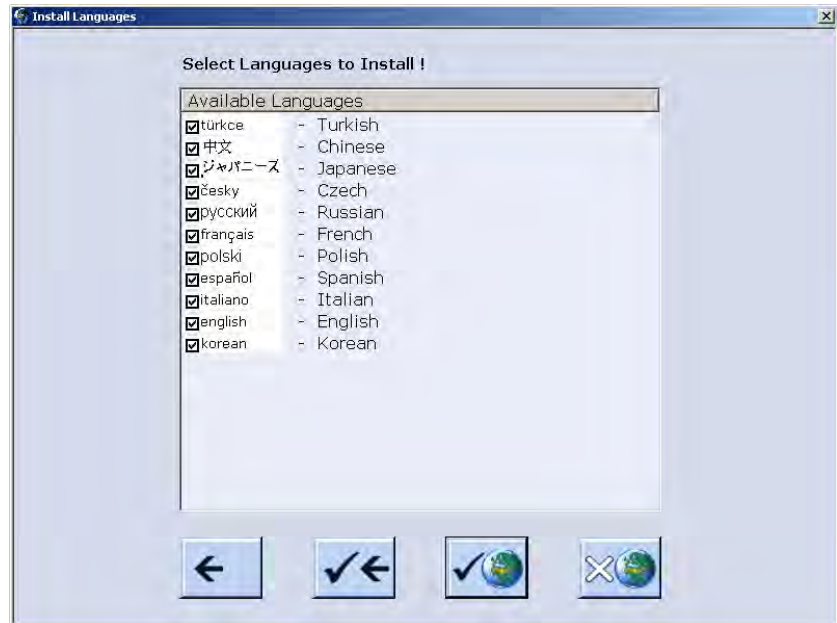 Install Languages
Select Languages to Install !
Available Languages
türkce - Turkish
中文 - Chinese
ジャパニーズ - Japanese
česky - Czech
русский - Russian
français - French
polski - Polish
español - Spanish
italiano - Italian
english - English
korean - Korean